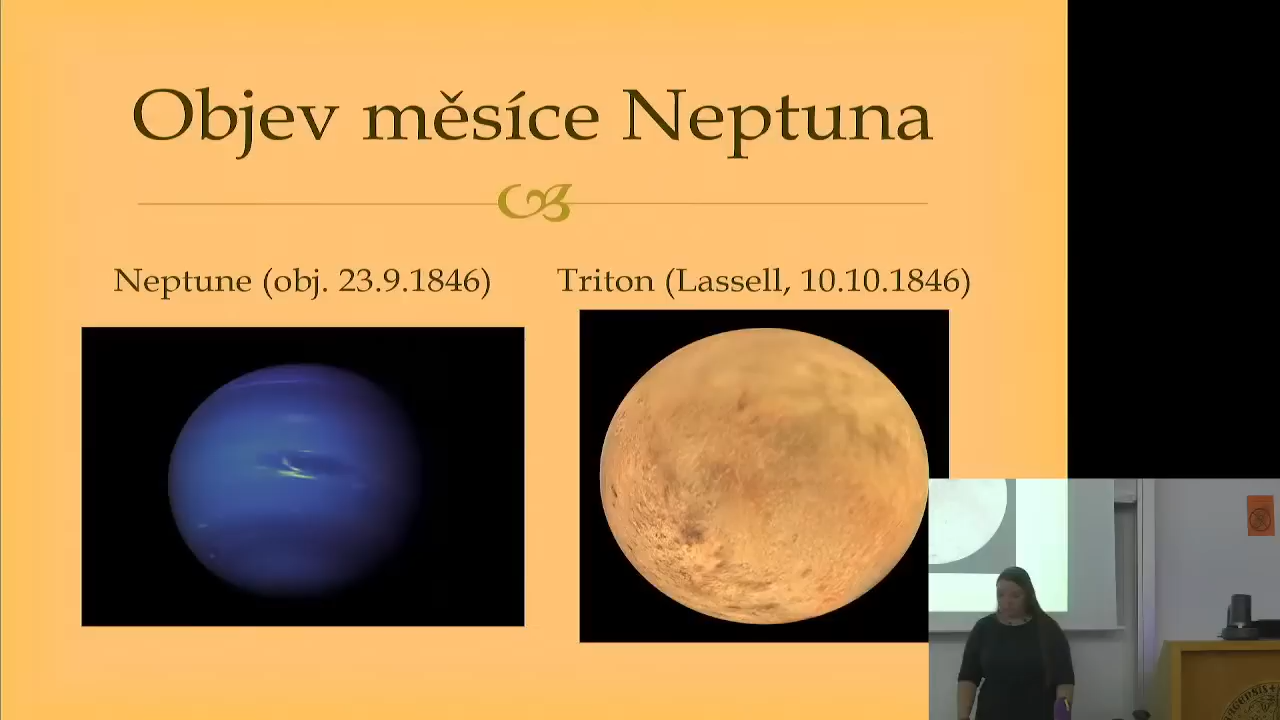 Objev měsíce Neptuna
Neptune (obj. 23.9.1846)
Triton (Lassell, 10.10.1846)